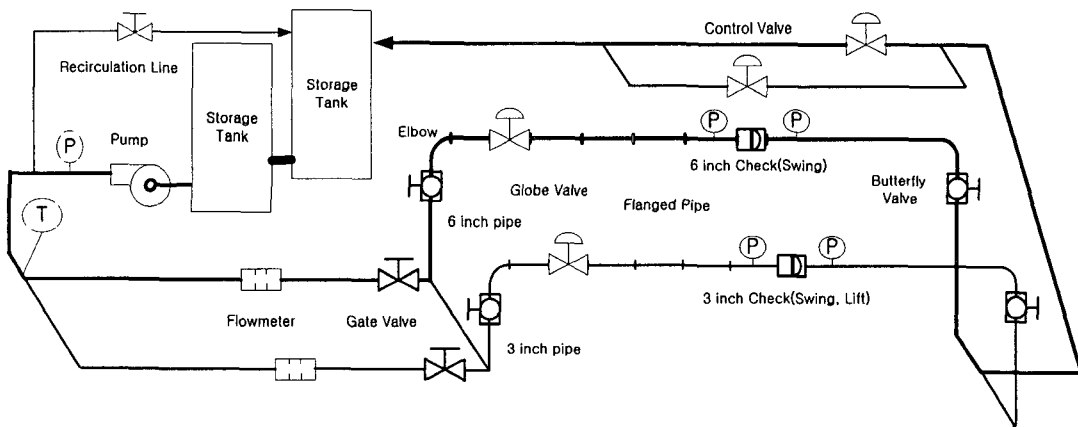 Control Valve
Recirculation Line
Storage
Tank
Storage
Tank
Pump
P
Elbow
P
P
6 inch Check(Swing)
T
6 inch pipe
Globe Valve
Flanged Pipe
Butterfly
Valve
P
P
3 inch Check(Swing, Lift)
Flowmeter
Gate Valve
3 inch pipe